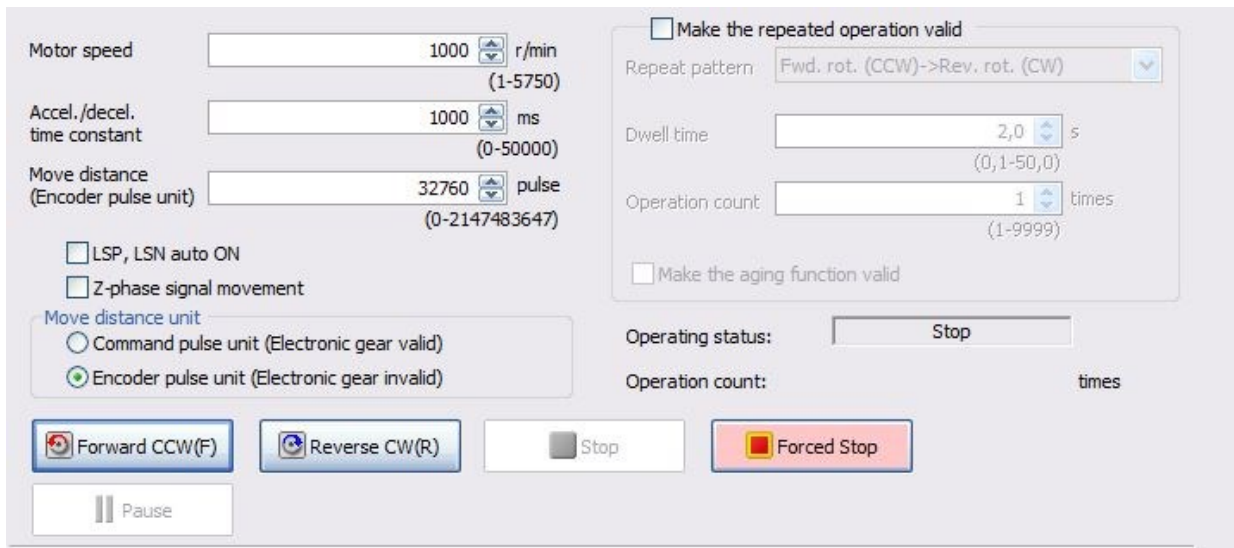 Motor speed 1000 r/min
(1-5750)
Accel./decel.
time constant 1000 ms
(0-50000)
Move distance
(Encoder pulse unit) 32760 pulse
(0-2147483647)
LSP, LSN auto ON
Z-phase signal movement
Move distance unit
Command pulse unit (Electronic gear valid)
Encoder pulse unit (Electronic gear invalid)
Make the repeated operation valid
Repeat pattern Fwd. rot. (CCW)->Rev. rot. (CW)
Dwell time 2,0 s
(0,1-50,0)
Operation count 1 times
(1-9999)
Make the aging function valid
Operating status: Stop
Operation count: times
Forward CCW(F) Reverse CW(R) Stop Forced Stop
Pause